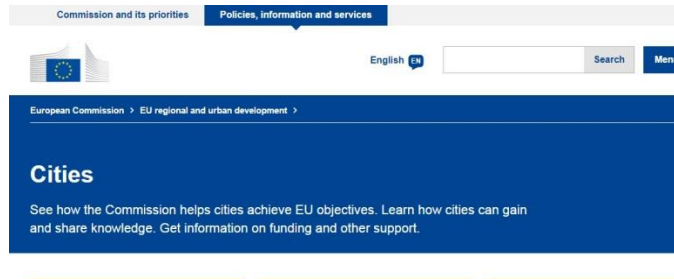 Commission and its priorities Policies, information and services
English EN Search Menu
European Commission > EU regional and urban development >
Cities
See how the Commission helps cities achieve EU objectives. Learn how cities can gain
and share knowledge. Get information on funding and other support.